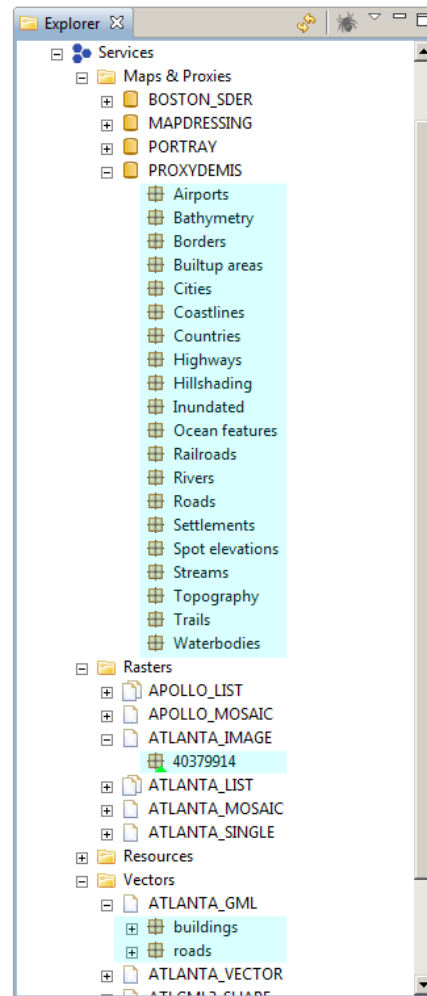 Explorer
Services
Maps & Proxies
BOSTON_SDER
MAPDRESSING
PORTRAY
PROXYDEMIS
Airports
Bathymetry
Borders
Builtup areas
Cities
Coastlines
Countries
Highways
Hillshading
Inundated
Ocean features
Railroads
Rivers
Roads
Settlements
Spot elevations
Streams
Topography
Trails
Waterbodies
Rasters
APOLLO_LIST
APOLLO_MOSAIC
ATLANTA_IMAGE
40379914
ATLANTA_LIST
ATLANTA_MOSAIC
ATLANTA_SINGLE
Resources
Vectors
ATLANTA_GML
buildings
roads
ATLANTA_VECTOR